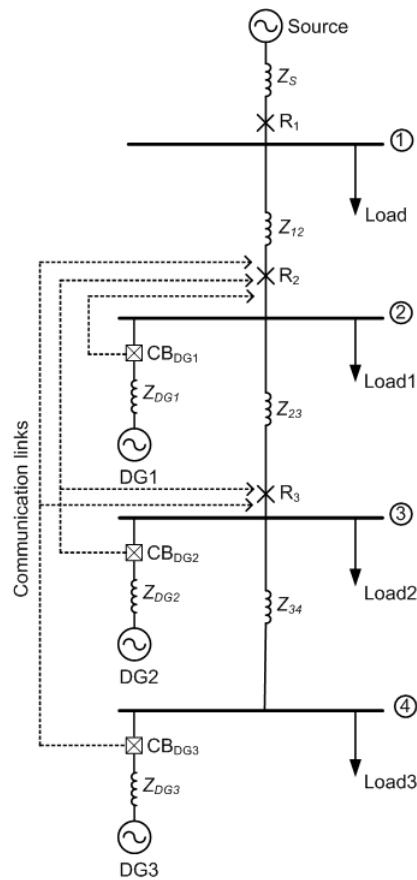 Source
Z_S
R_1
1
Load
Z_12
R_2
2
CB_DG1
Load1
Z_DG1
Z_23
DG1
R_3
3
CB_DG2
Load2
Z_DG2
Z_34
DG2
4
CB_DG3
Load3
Z_DG3
DG3
Communication links